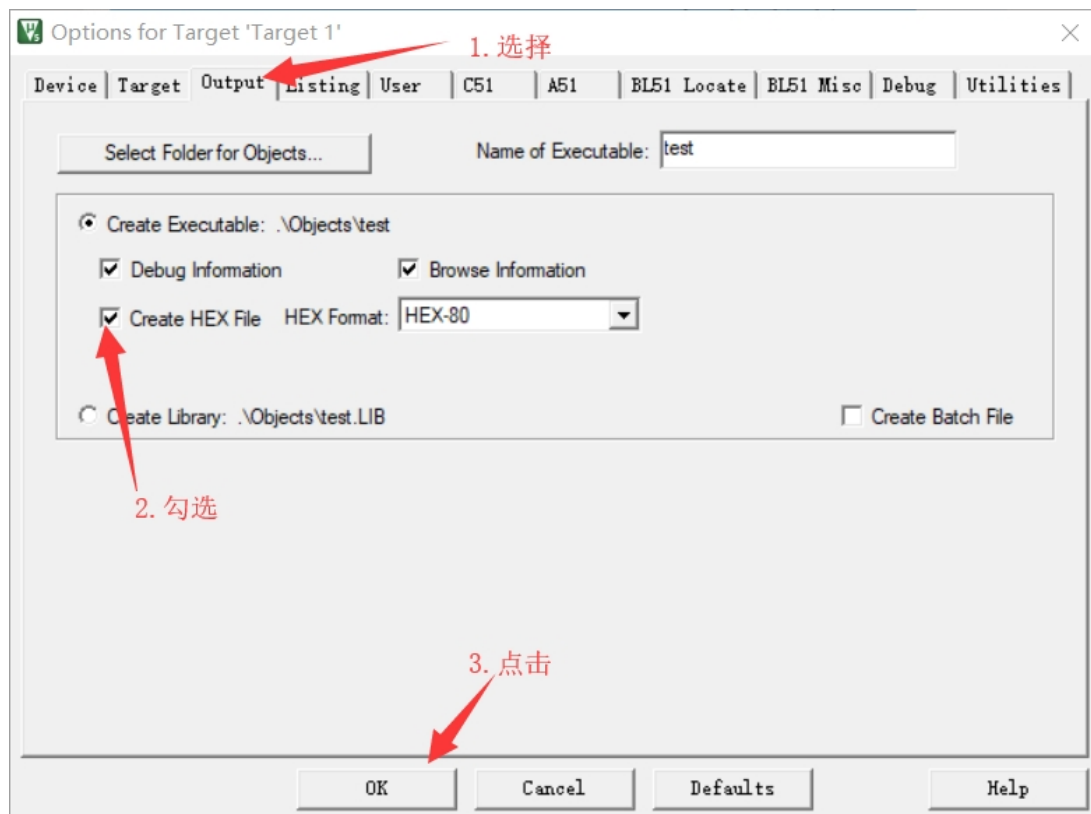 Options for Target 'Target 1'
1.选择
Device Target Output Listing User C51 A51 BL51 Locate BL51 Misc Debug Utilities
Select Folder for Objects... Name of Executable: test
Create Executable: .\Objects\test
Debug Information Browse Information
Create HEX File HEX Format: HEX-80
Create Library: .\Objects\test.LIB Create Batch File
2.勾选
3.点击
OK Cancel Defaults Help